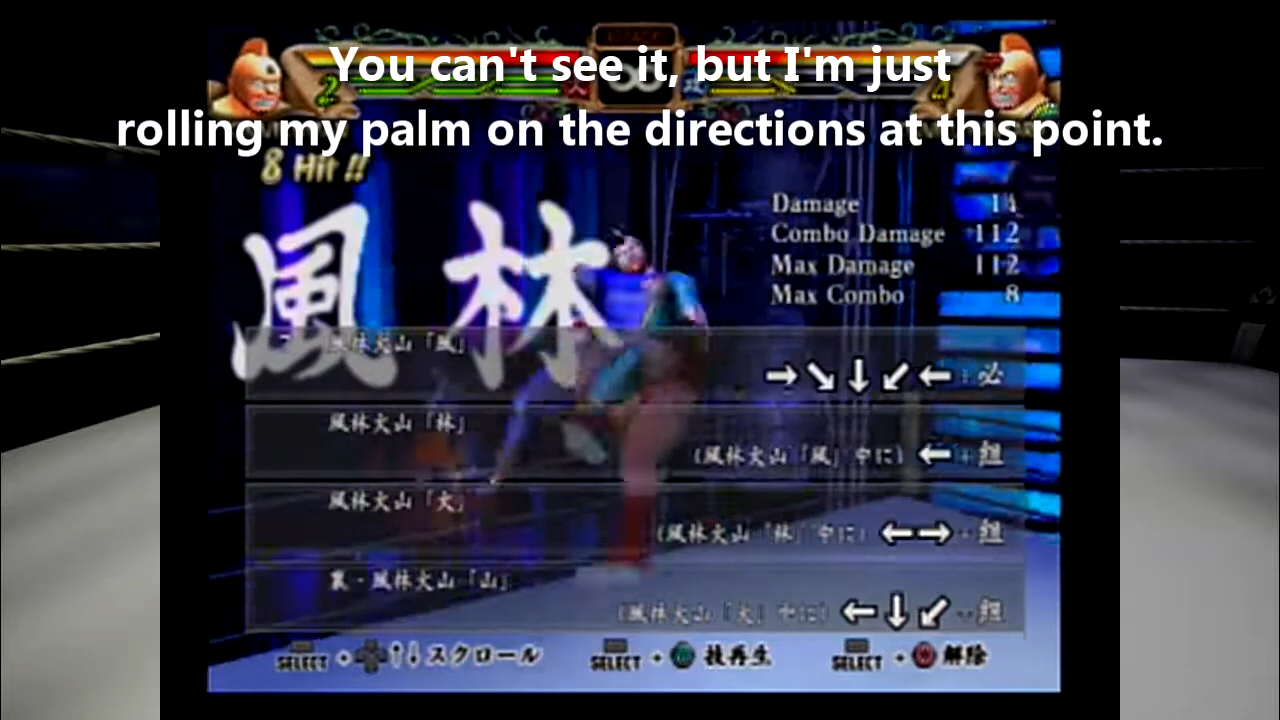 You can't see it, but I'm just
rolling my palm on the directions at this point.
2
4
8 Hit !!
Damage 14
Combo Damage 112
Max Damage 112
Max Combo 8
風 林
風林火山「風」
→↘↓↙← + 必
風林火山「林」
(風林火山「風」中に) ← + 組
風林火山「火」
(風林火山「林」中に) ←→ + 組
裏・風林火山「山」
(風林火山「火」中に) ←↓↙ + 組
SELECT + ↑↓スクロール SELECT + 技再生 SELECT + 解除